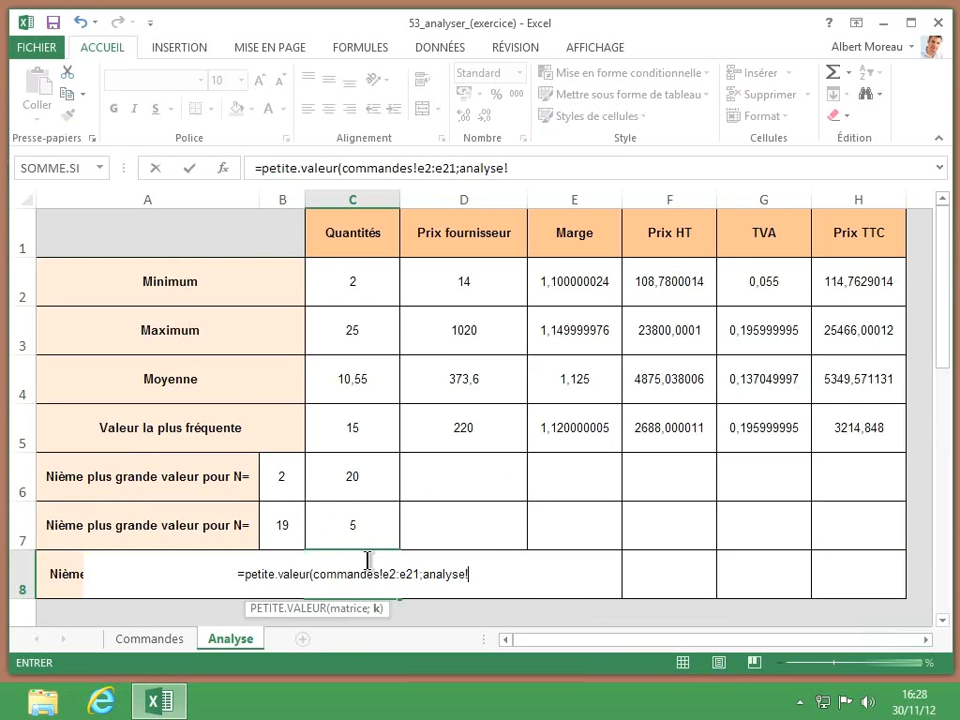 53_analyser_(exercice) - Excel
?
FICHIER ACCUEIL INSERTION MISE EN PAGE FORMULES DONNÉES RÉVISION AFFICHAGE Albert Moreau
Coller
10 A A
G I S A
Standard
% 000
Mise en forme conditionnelle
Mettre sous forme de tableau
Styles de cellules
Insérer
Supprimer
Format
Σ
Presse-papiers Police Alignement Nombre Style Cellules Édition
SOMME.SI fx =petite.valeur(commandes!e2:e21;analyse!
A B C D E F G H
1 Quantités Prix fournisseur Marge Prix HT TVA Prix TTC
2 Minimum 2 14 1,100000024 108,7800014 0,055 114,7629014
3 Maximum 25 1020 1,149999976 23800,0001 0,195999995 25466,00012
4 Moyenne 10,55 373,6 1,125 4875,038006 0,137049997 5349,571131
5 Valeur la plus fréquente 15 220 1,120000005 2688,000011 0,195999995 3214,848
6 Nième plus grande valeur pour N= 2 20
7 Nième plus grande valeur pour N= 19 5
8 Nième =petite.valeur(commandes!e2:e21;analyse!
PETITE.VALEUR(matrice; k)
Commandes Analyse
ENTRER %
16:28
30/11/12